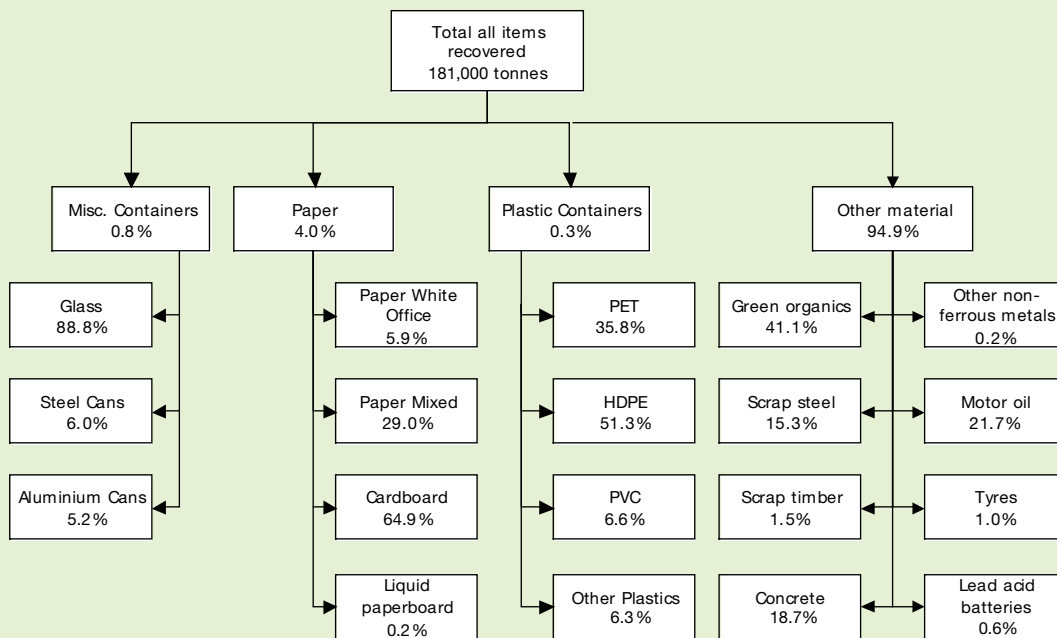 Total all items
recovered
181,000 tonnes
Misc. Containers
0.8%
Paper
4.0%
Plastic Containers
0.3%
Other material
94.9%
Glass
88.8%
Steel Cans
6.0%
Aluminium Cans
5.2%
Paper White
Office
5.9%
Paper Mixed
29.0%
Cardboard
64.9%
Liquid
paperboard
0.2%
PET
35.8%
HDPE
51.3%
PVC
6.6%
Other Plastics
6.3%
Green organics
41.1%
Scrap steel
15.3%
Scrap timber
1.5%
Concrete
18.7%
Other non-
ferrous metals
0.2%
Motor oil
21.7%
Tyres
1.0%
Lead acid
batteries
0.6%